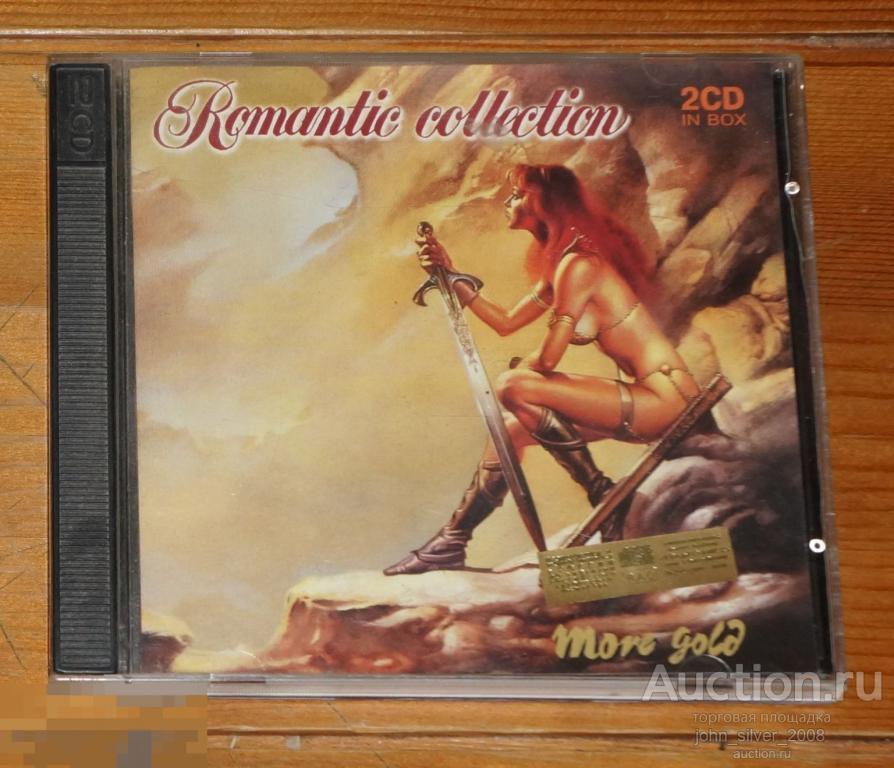 2CD
Romantic collection
2CD
IN BOX
More gold
Auction.ru
торговая площадка
john_silver_2008
auction.ru